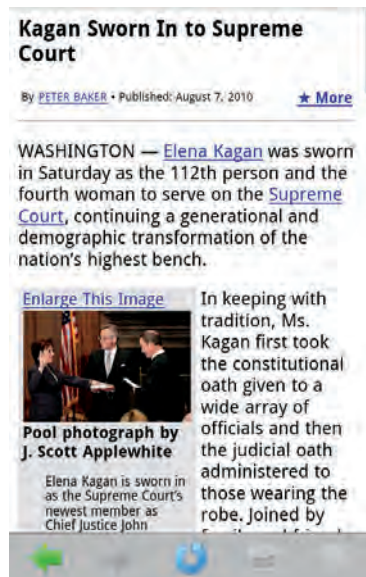 Kagan Sworn In to Supreme
Court
By PETER BAKER • Published: August 7, 2010
★ More
WASHINGTON — Elena Kagan was sworn
in Saturday as the 112th person and the
fourth woman to serve on the Supreme
Court, continuing a generational and
demographic transformation of the
nation's highest bench.
Enlarge This Image
Pool photograph by
J. Scott Applewhite
Elena Kagan is sworn in
as the Supreme Court's
newest member as
Chief Justice John
In keeping with
tradition, Ms.
Kagan first took
the constitutional
oath given to a
wide array of
officials and then
the judicial oath
administered to
those wearing the
robe. Joined by